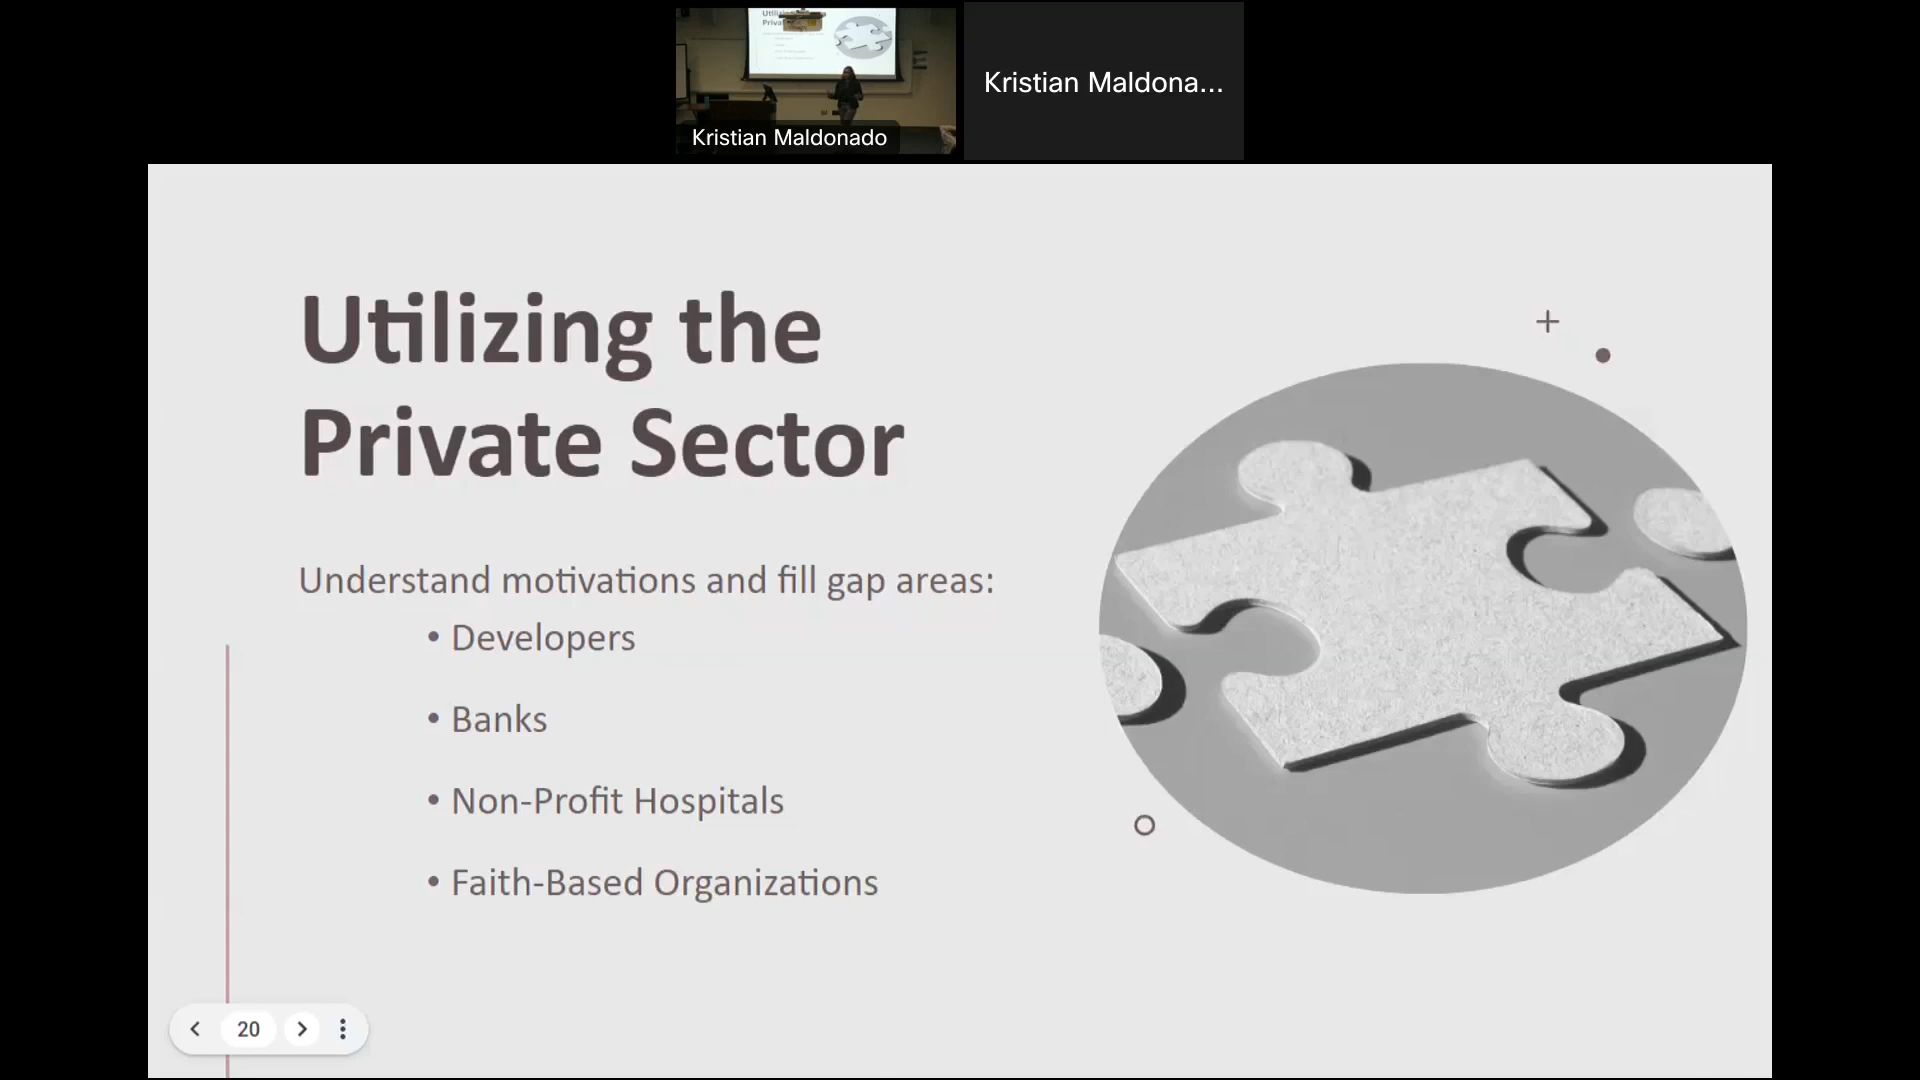 Kristian Maldonado
Kristian Maldona...
Utilizing the
Private Sector
Understand motivations and fill gap areas:
• Developers
• Banks
• Non-Profit Hospitals
• Faith-Based Organizations
20